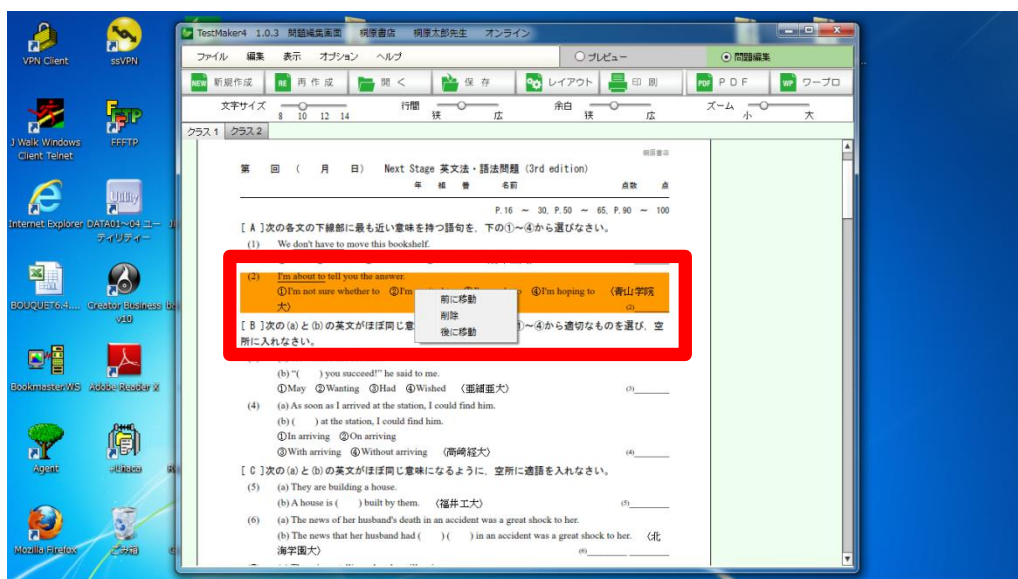 TestMaker4 1.0.3 問題編集画面 桐原書店 桐原太郎先生 オンライン
ファイル 編集 表示 オプション ヘルプ プレビュー 問題編集
NEW 新規作成 RE 再作成 開く 保存 レイアウト 印刷 PDF PDF WP ワープロ
文字サイズ 8 10 12 14 行間 狭 広 余白 狭 広 ズーム 小 大
クラス1 クラス2
桐原書店
第 回 ( 月 日) Next Stage 英文法・語法問題 (3rd edition)
年 組 番 名前 点数 点
P.16 ~ 30, P.50 ~ 65, P.90 ~ 100
[ A ]次の各文の下線部に最も近い意味を持つ語句を, 下の①~④から選びなさい。
(1) We don't have to move this bookshelf.
(2) I'm about to tell you the answer.
①I'm not sure whether to ②I'm ④I'm hoping to 〈青山学院
大〉 (2)
前に移動
削除
後に移動
[ B ]次の(a)と(b)の英文がほぼ同じ意 ①~④から適切なものを選び, 空
所に入れなさい。
(b) "( ) you succeed!" he said to me.
①May ②Wanting ③Had ④Wished 〈亜細亜大〉 (3)
(4) (a) As soon as I arrived at the station, I could find him.
(b) ( ) at the station, I could find him.
①In arriving ②On arriving
③With arriving ④Without arriving 〈高崎経大〉 (4)
[ C ]次の(a)と(b)の英文がほぼ同じ意味になるように, 空所に適語を入れなさい。
(5) (a) They are building a house.
(b) A house is ( ) built by them. 〈福井工大〉 (5)
(6) (a) The news of her husband's death in an accident was a great shock to her.
(b) The news that her husband had ( ) ( ) in an accident was a great shock to her. 〈北
海学園大〉 (6)
VPN Client ssVPN
J Walk Windows Client Telnet FFFTP
Internet Explorer DATA01~04 ユーティリティー
Utility
BOUQUET6.4.... Creator Business v10
BookmasterWS Adobe Reader X
Agent
Mozilla Firefox ごみ箱